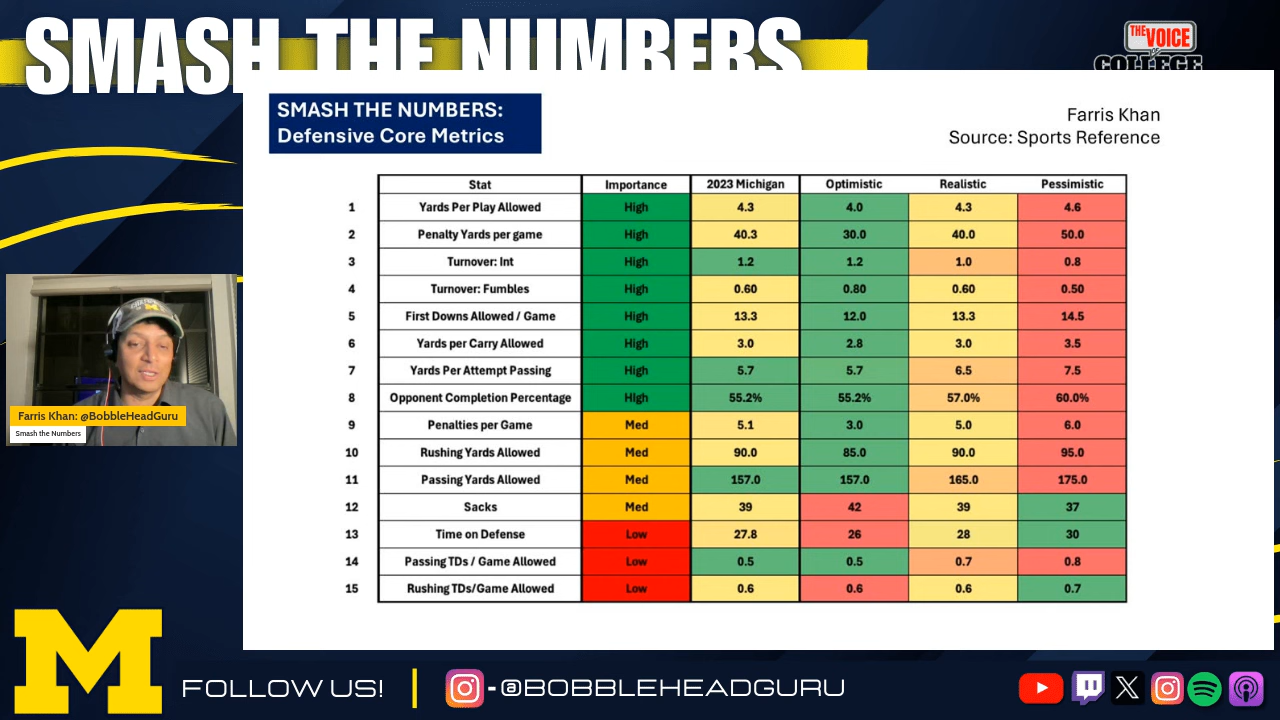 SMASH THE NUMBERS
THE VOICE
OF
COLLEGE
SMASH THE NUMBERS:
Defensive Core Metrics
Farris Khan
Source: Sports Reference
Stat Importance 2023 Michigan Optimistic Realistic Pessimistic
1 Yards Per Play Allowed High 4.3 4.0 4.3 4.6
2 Penalty Yards per game High 40.3 30.0 40.0 50.0
3 Turnover: Int High 1.2 1.2 1.0 0.8
4 Turnover: Fumbles High 0.60 0.80 0.60 0.50
5 First Downs Allowed / Game High 13.3 12.0 13.3 14.5
6 Yards per Carry Allowed High 3.0 2.8 3.0 3.5
7 Yards Per Attempt Passing High 5.7 5.7 6.5 7.5
8 Opponent Completion Percentage High 55.2% 55.2% 57.0% 60.0%
9 Penalties per Game Med 5.1 3.0 5.0 6.0
10 Rushing Yards Allowed Med 90.0 85.0 90.0 95.0
11 Passing Yards Allowed Med 157.0 157.0 165.0 175.0
12 Sacks Med 39 42 39 37
13 Time on Defense Low 27.8 26 28 30
14 Passing TDs / Game Allowed Low 0.5 0.5 0.7 0.8
15 Rushing TDs/Game Allowed Low 0.6 0.6 0.6 0.7
M
Farris Khan: @BobbleHeadGuru
Smash the Numbers
M
FOLLOW US!
-@BOBBLEHEADGURU